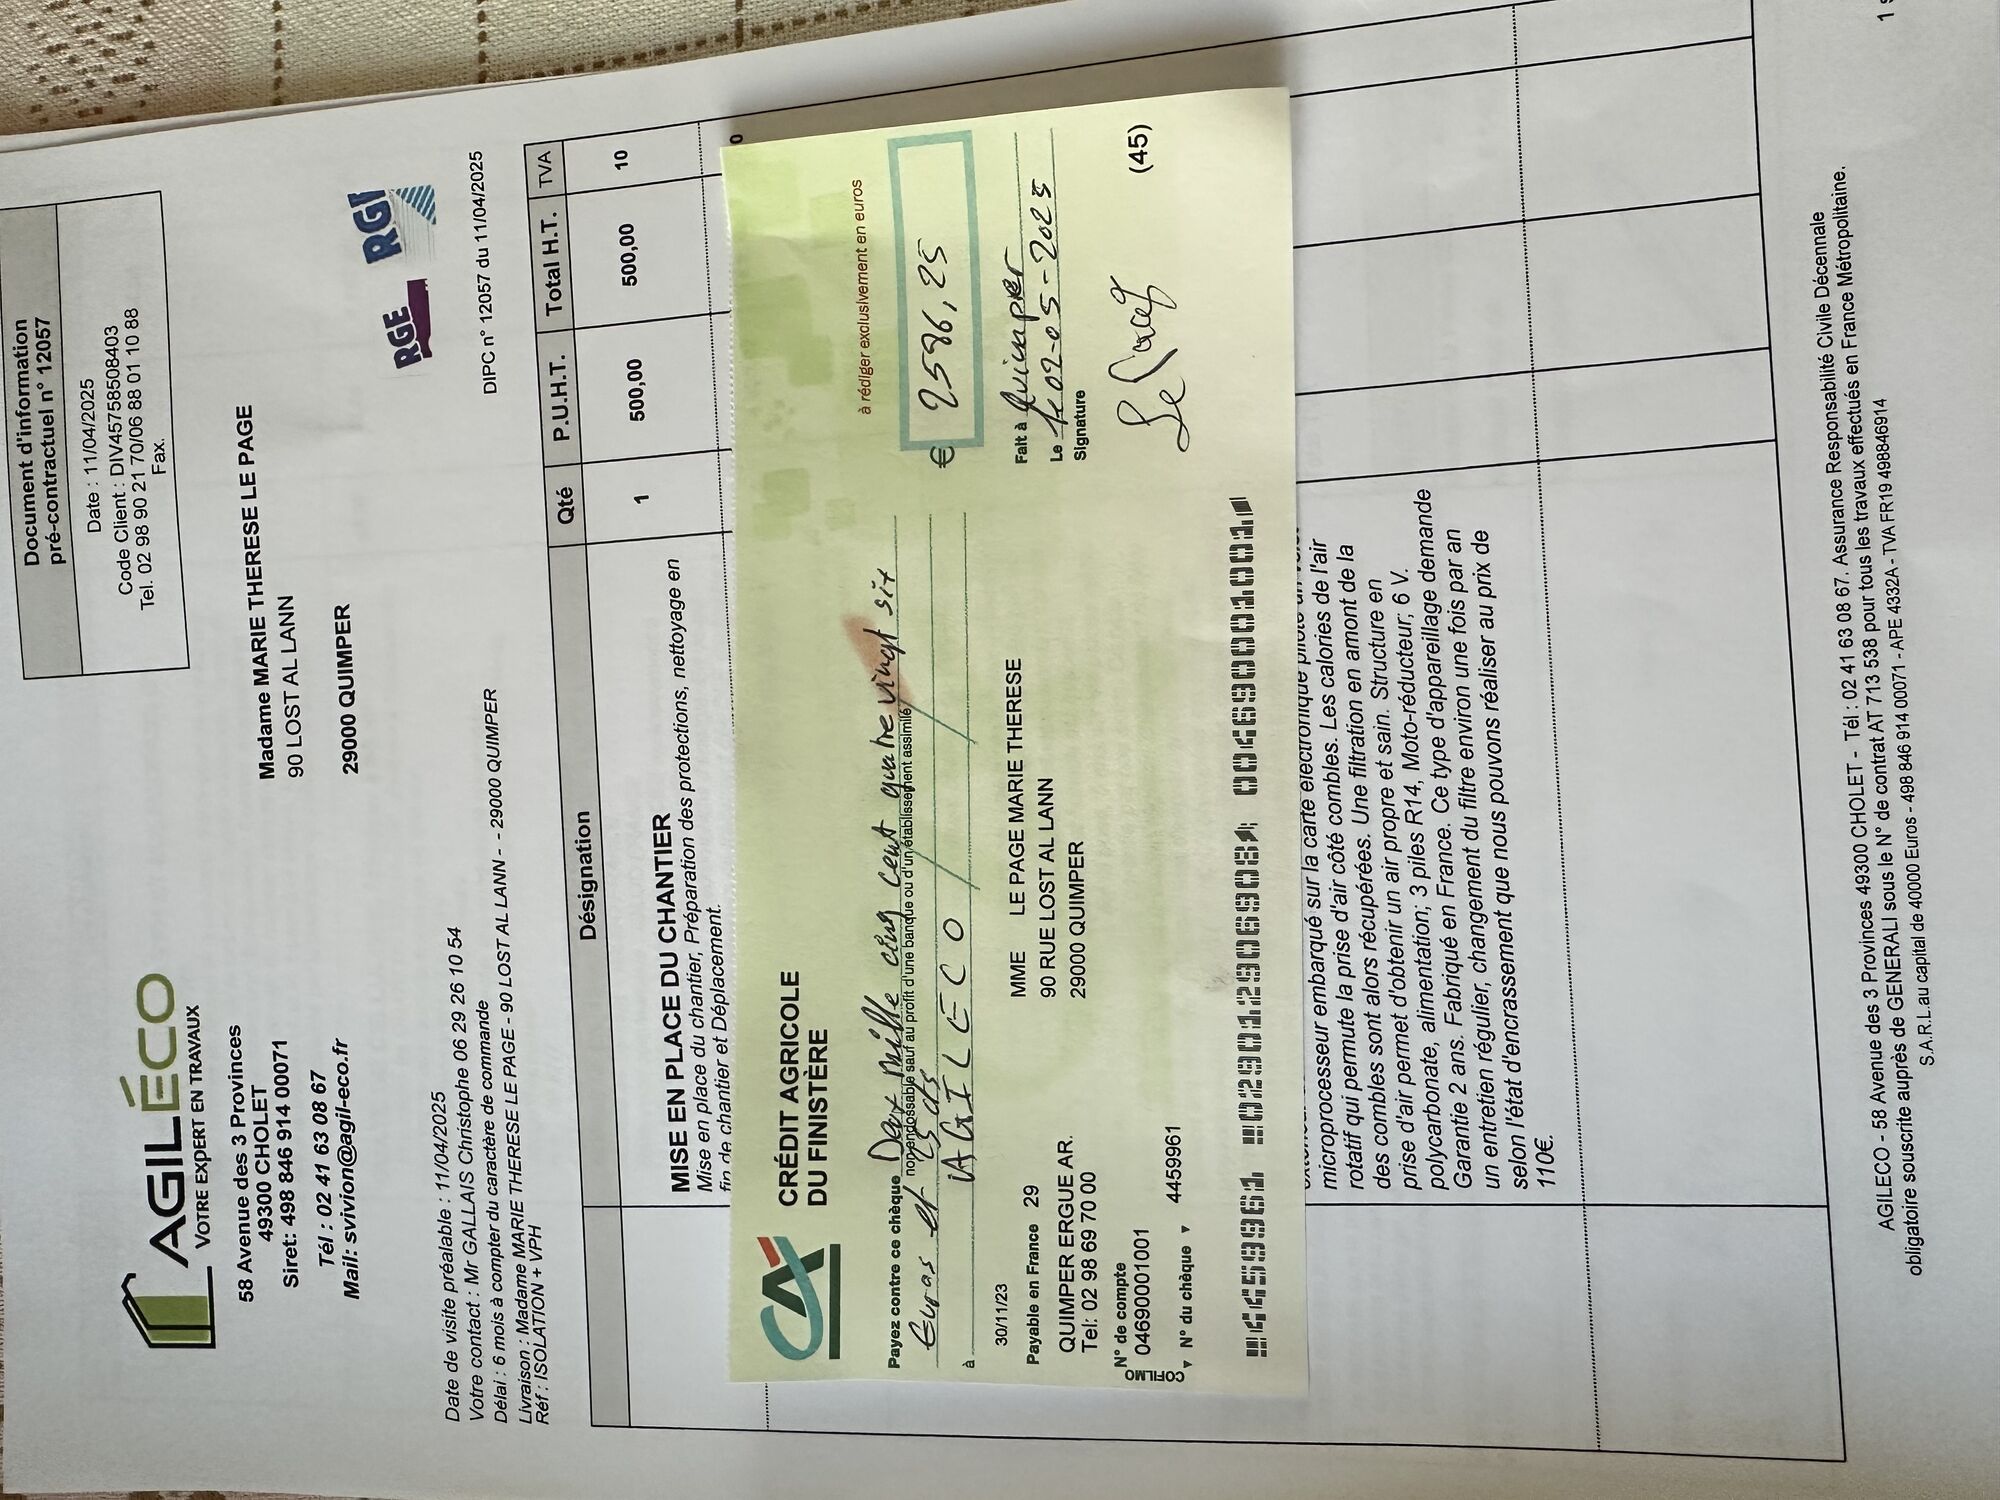 AGILÉCO
VOTRE EXPERT EN TRAVAUX
58 Avenue des 3 Provinces
49300 CHOLET
Siret: 498 846 914 00071
Tél : 02 41 63 08 67
Mail: svivion@agil-eco.fr
Document d'information
pré-contractuel n° 12057
Date : 11/04/2025
Code Client : DIV45758508403
Tel. 02 98 90 21 70/06 88 01 10 88
Fax.
Madame MARIE THERESE LE PAGE
90 LOST AL LANN
29000 QUIMPER
RGE RGI
Date de visite préalable : 11/04/2025
Votre contact : Mr GALLAIS Christophe 06 29 26 10 54
Délai : 6 mois à compter du caractère de commande
Livraison : Madame MARIE THERESE LE PAGE - 90 LOST AL LANN - - 29000 QUIMPER
Réf : ISOLATION + VPH
DIPC n° 12057 du 11/04/2025
Désignation Qté P.U.H.T. Total H.T. TVA
MISE EN PLACE DU CHANTIER 1 500,00 500,00 10
Mise en place du chantier, Préparation des protections, nettoyage en
fin de chantier et Déplacement.
0
CA
CRÉDIT AGRICOLE
DU FINISTÈRE
à rédiger exclusivement en euros
Payez contre ce chèque Deux mille cinq cent quatre vingt six
non endossable sauf au profit d'une banque ou d'un établissement assimilé
Euros et 25 cts
€ 2586,25
à AGILECO
30/11/23
Payable en France 29
QUIMPER ERGUE AR.
Tel: 02 98 69 70 00
N° de compte
04690001001
COFILMO
N° du chèque 4459961
MME LE PAGE MARIE THERESE
90 RUE LOST AL LANN
29000 QUIMPER
Fait à Quimper
Le le 02-05-2025
Signature
(45)
4459961 029012906908 004690001001
microprocesseur embarqué sur la carte électronique
rotatif qui permute la prise d'air côté combles. Les calories de l'air
des combles sont alors récupérées. Une filtration en amont de la
prise d'air permet d'obtenir un air propre et sain. Structure en
polycarbonate, alimentation; 3 piles R14, Moto-réducteur; 6 V.
Garantie 2 ans. Fabriqué en France. Ce type d'appareillage demande
un entretien régulier, changement du filtre environ une fois par an
selon l'état d'encrassement que nous pouvons réaliser au prix de
110€.
AGILECO - 58 Avenue des 3 Provinces 49300 CHOLET - Tél : 02 41 63 08 67. Assurance Responsabilité Civile Décennale
obligatoire souscrite auprès de GENERALI sous le N° de contrat AT 713 538 pour tous les travaux effectués en France Métropolitaine.
S.A.R.L.au capital de 40000 Euros - 498 846 914 00071 - APE 4332A - TVA FR19 498846914
1